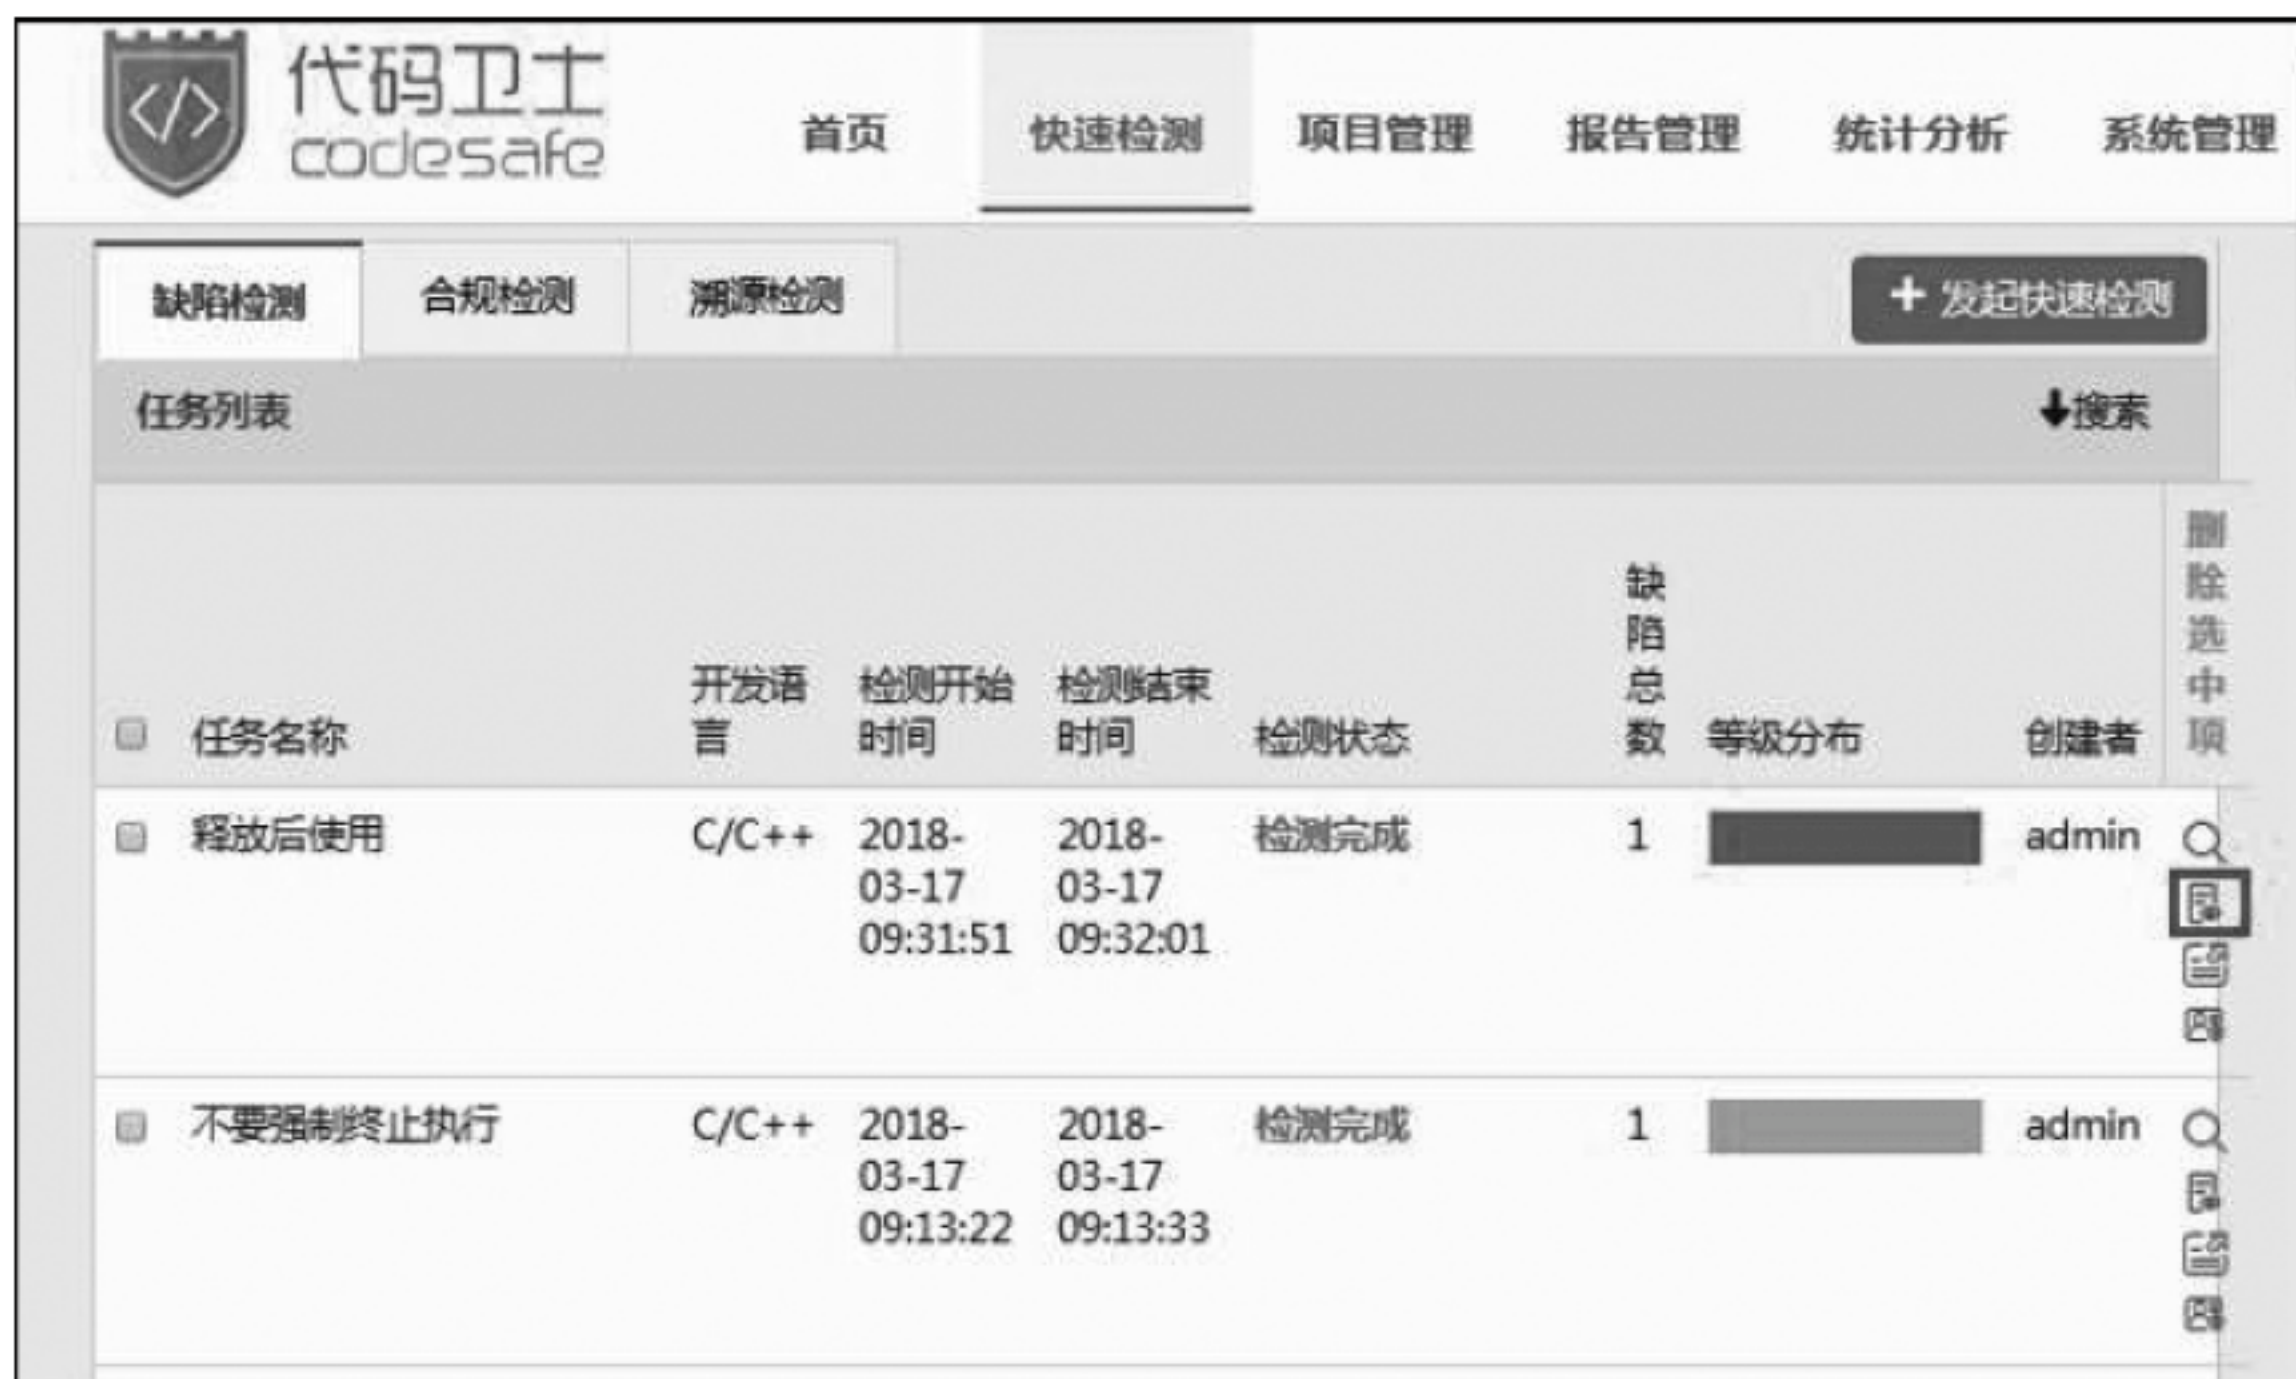 代码卫士
codesafe
首页 快速检测 项目管理 报告管理 统计分析 系统管理
缺陷检测 合规检测 溯源检测 + 发起快速检测
任务列表 搜索
任务名称 开发语言 检测开始时间 检测结束时间 检测状态 缺陷总数 等级分布 创建者 删除选中项
释放后使用 C/C++ 2018-03-17 09:31:51 2018-03-17 09:32:01 检测完成 1 admin
不要强制终止执行 C/C++ 2018-03-17 09:13:22 2018-03-17 09:13:33 检测完成 1 admin